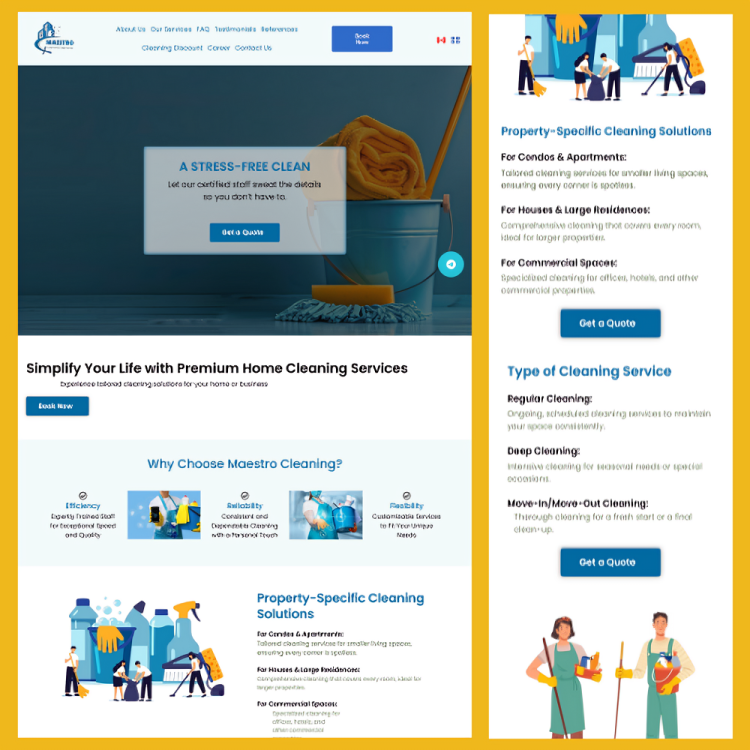 MAESTRO
About Us Our Services FAQ Testimonials References
Cleaning Discount Career Contact Us
Book
Now
A STRESS-FREE CLEAN
Let our certified staff sweat the details
so you don't have to.
Get a Quote
Simplify Your Life with Premium Home Cleaning Services
Experience tailored cleaning solutions for your home or business
Book Now
Why Choose Maestro Cleaning?
Efficiency
Expertly Trained Staff
for Exceptional Speed
and Quality
Reliability
Consistent and
Dependable Cleaning
with a Personal Touch
Flexibility
Customizable Services
to Fit Your Unique
Needs
Property-Specific Cleaning
Solutions
For Condos & Apartments:
Tailored cleaning services for smaller living spaces,
ensuring every corner is spotless.
For Houses & Large Residences:
Comprehensive cleaning that covers every room, ideal for
larger properties.
For Commercial Spaces:
Specialized cleaning for
offices, hotels, and
other commercial
Property-Specific Cleaning Solutions
For Condos & Apartments:
Tailored cleaning services for smaller living spaces,
ensuring every corner is spotless.
For Houses & Large Residences:
Comprehensive cleaning that covers every room,
ideal for larger properties.
For Commercial Spaces:
Specialized cleaning for offices, hotels, and other
commercial properties.
Get a Quote
Type of Cleaning Service
Regular Cleaning:
Ongoing, scheduled cleaning services to maintain
your space consistently.
Deep Cleaning:
Intensive cleaning for seasonal needs or special
occasions.
Move-In/Move-Out Cleaning:
Thorough cleaning for a fresh start or a final
clean-up.
Get a Quote